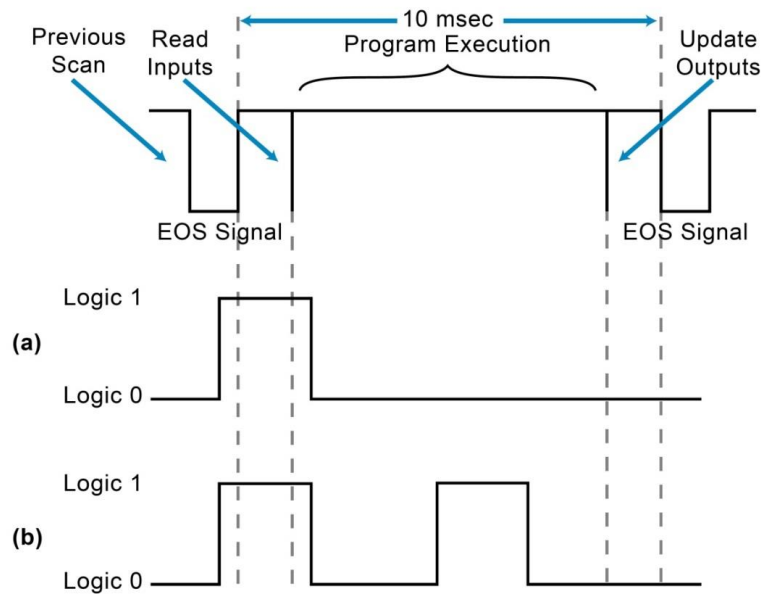 10 msec
Previous
Scan
Read
Inputs
Program Execution
Update
Outputs
EOS Signal
EOS Signal
(a)
Logic 1
Logic 0
(b)
Logic 1
Logic 0